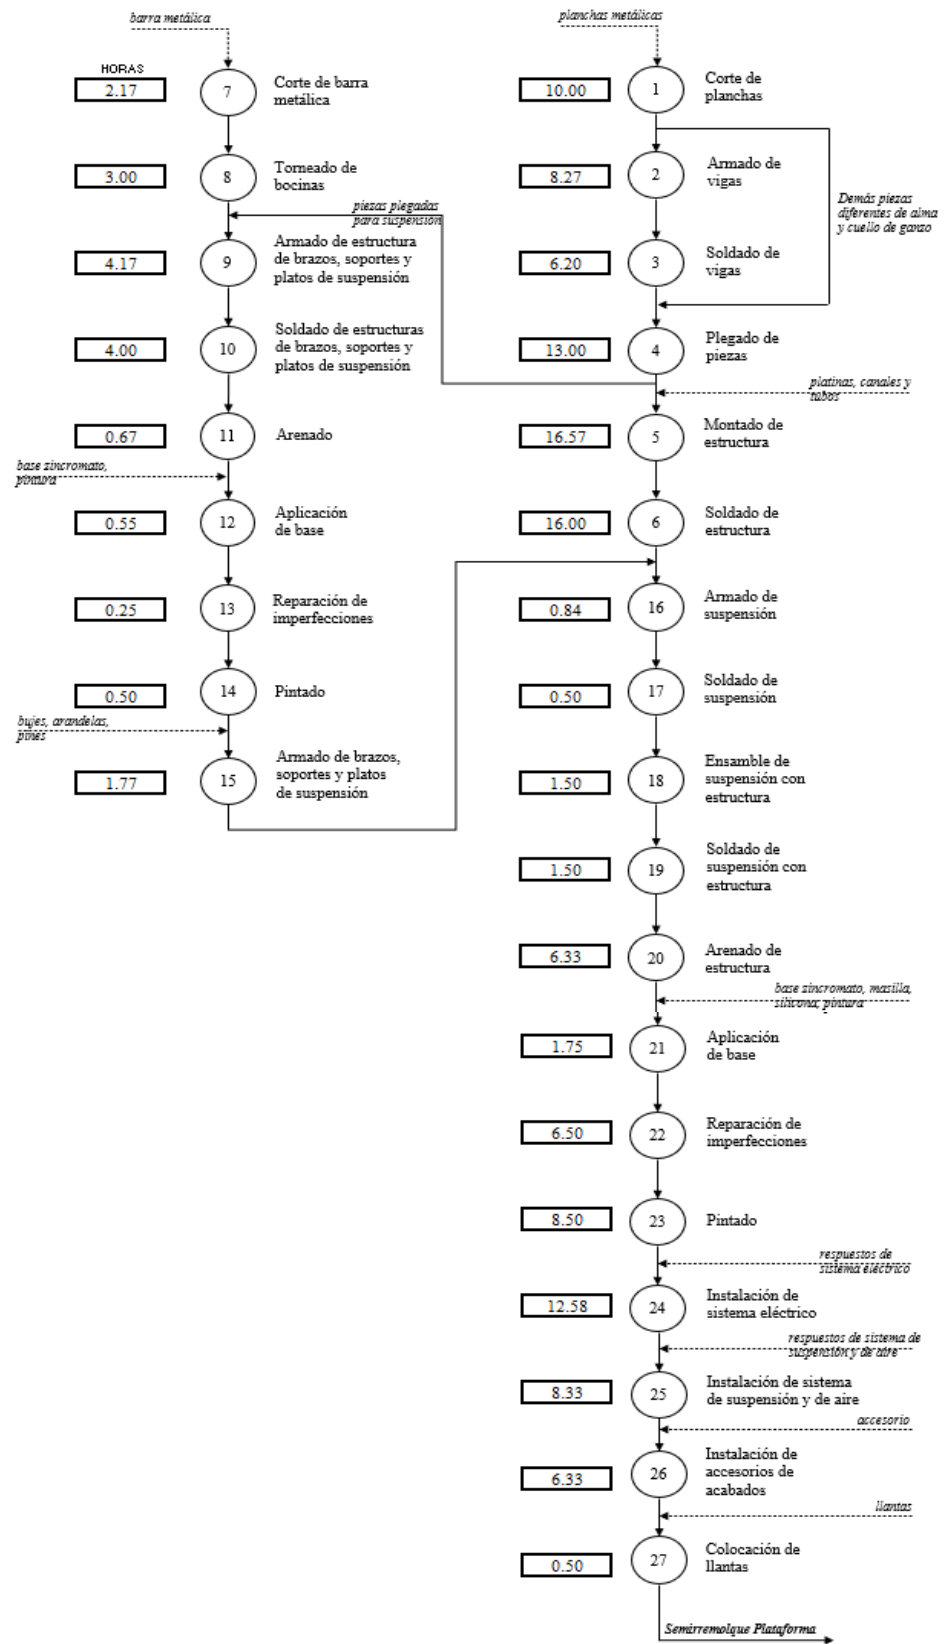 barra metálica
HORAS
2.17
7
Corte de barra
metálica
3.00
8
Torneado de
bocinas
piezas plegadas
para suspensión
4.17
9
Armado de estructura
de brazos, soportes y
platos de suspensión
4.00
10
Soldado de estructuras
de brazos, soportes y
platos de suspensión
0.67
11
Arenado
base zincromato,
pintura
0.55
12
Aplicación
de base
0.25
13
Reparación de
imperfecciones
0.50
14
Pintado
bujes, arandelas,
pines
1.77
15
Armado de brazos,
soportes y platos
de suspensión
planchas metálicas
10.00
1
Corte de
planchas
8.27
2
Armado de
vigas
Demás piezas
diferentes de alma
y cuello de ganzo
6.20
3
Soldado de
vigas
13.00
4
Plegado de
piezas
platinas, canales y
tubos
16.57
5
Montado de
estructura
16.00
6
Soldado de
estructura
0.84
16
Armado de
suspensión
0.50
17
Soldado de
suspensión
1.50
18
Ensamble de
suspensión con
estructura
1.50
19
Soldado de
suspensión con
estructura
6.33
20
Arenado de
estructura
base zincromato, masilla,
silicona, pintura
1.75
21
Aplicación
de base
6.50
22
Reparación de
imperfecciones
8.50
23
Pintado
respuestos de
sistema eléctrico
12.58
24
Instalación de
sistema eléctrico
respuestos de sistema de
suspensión y de aire
8.33
25
Instalación de sistema
de suspensión y de aire
accesorio
6.33
26
Instalación de
accesorios de
acabados
llantas
0.50
27
Colocación de
llantas
Semirremolque Plataforma